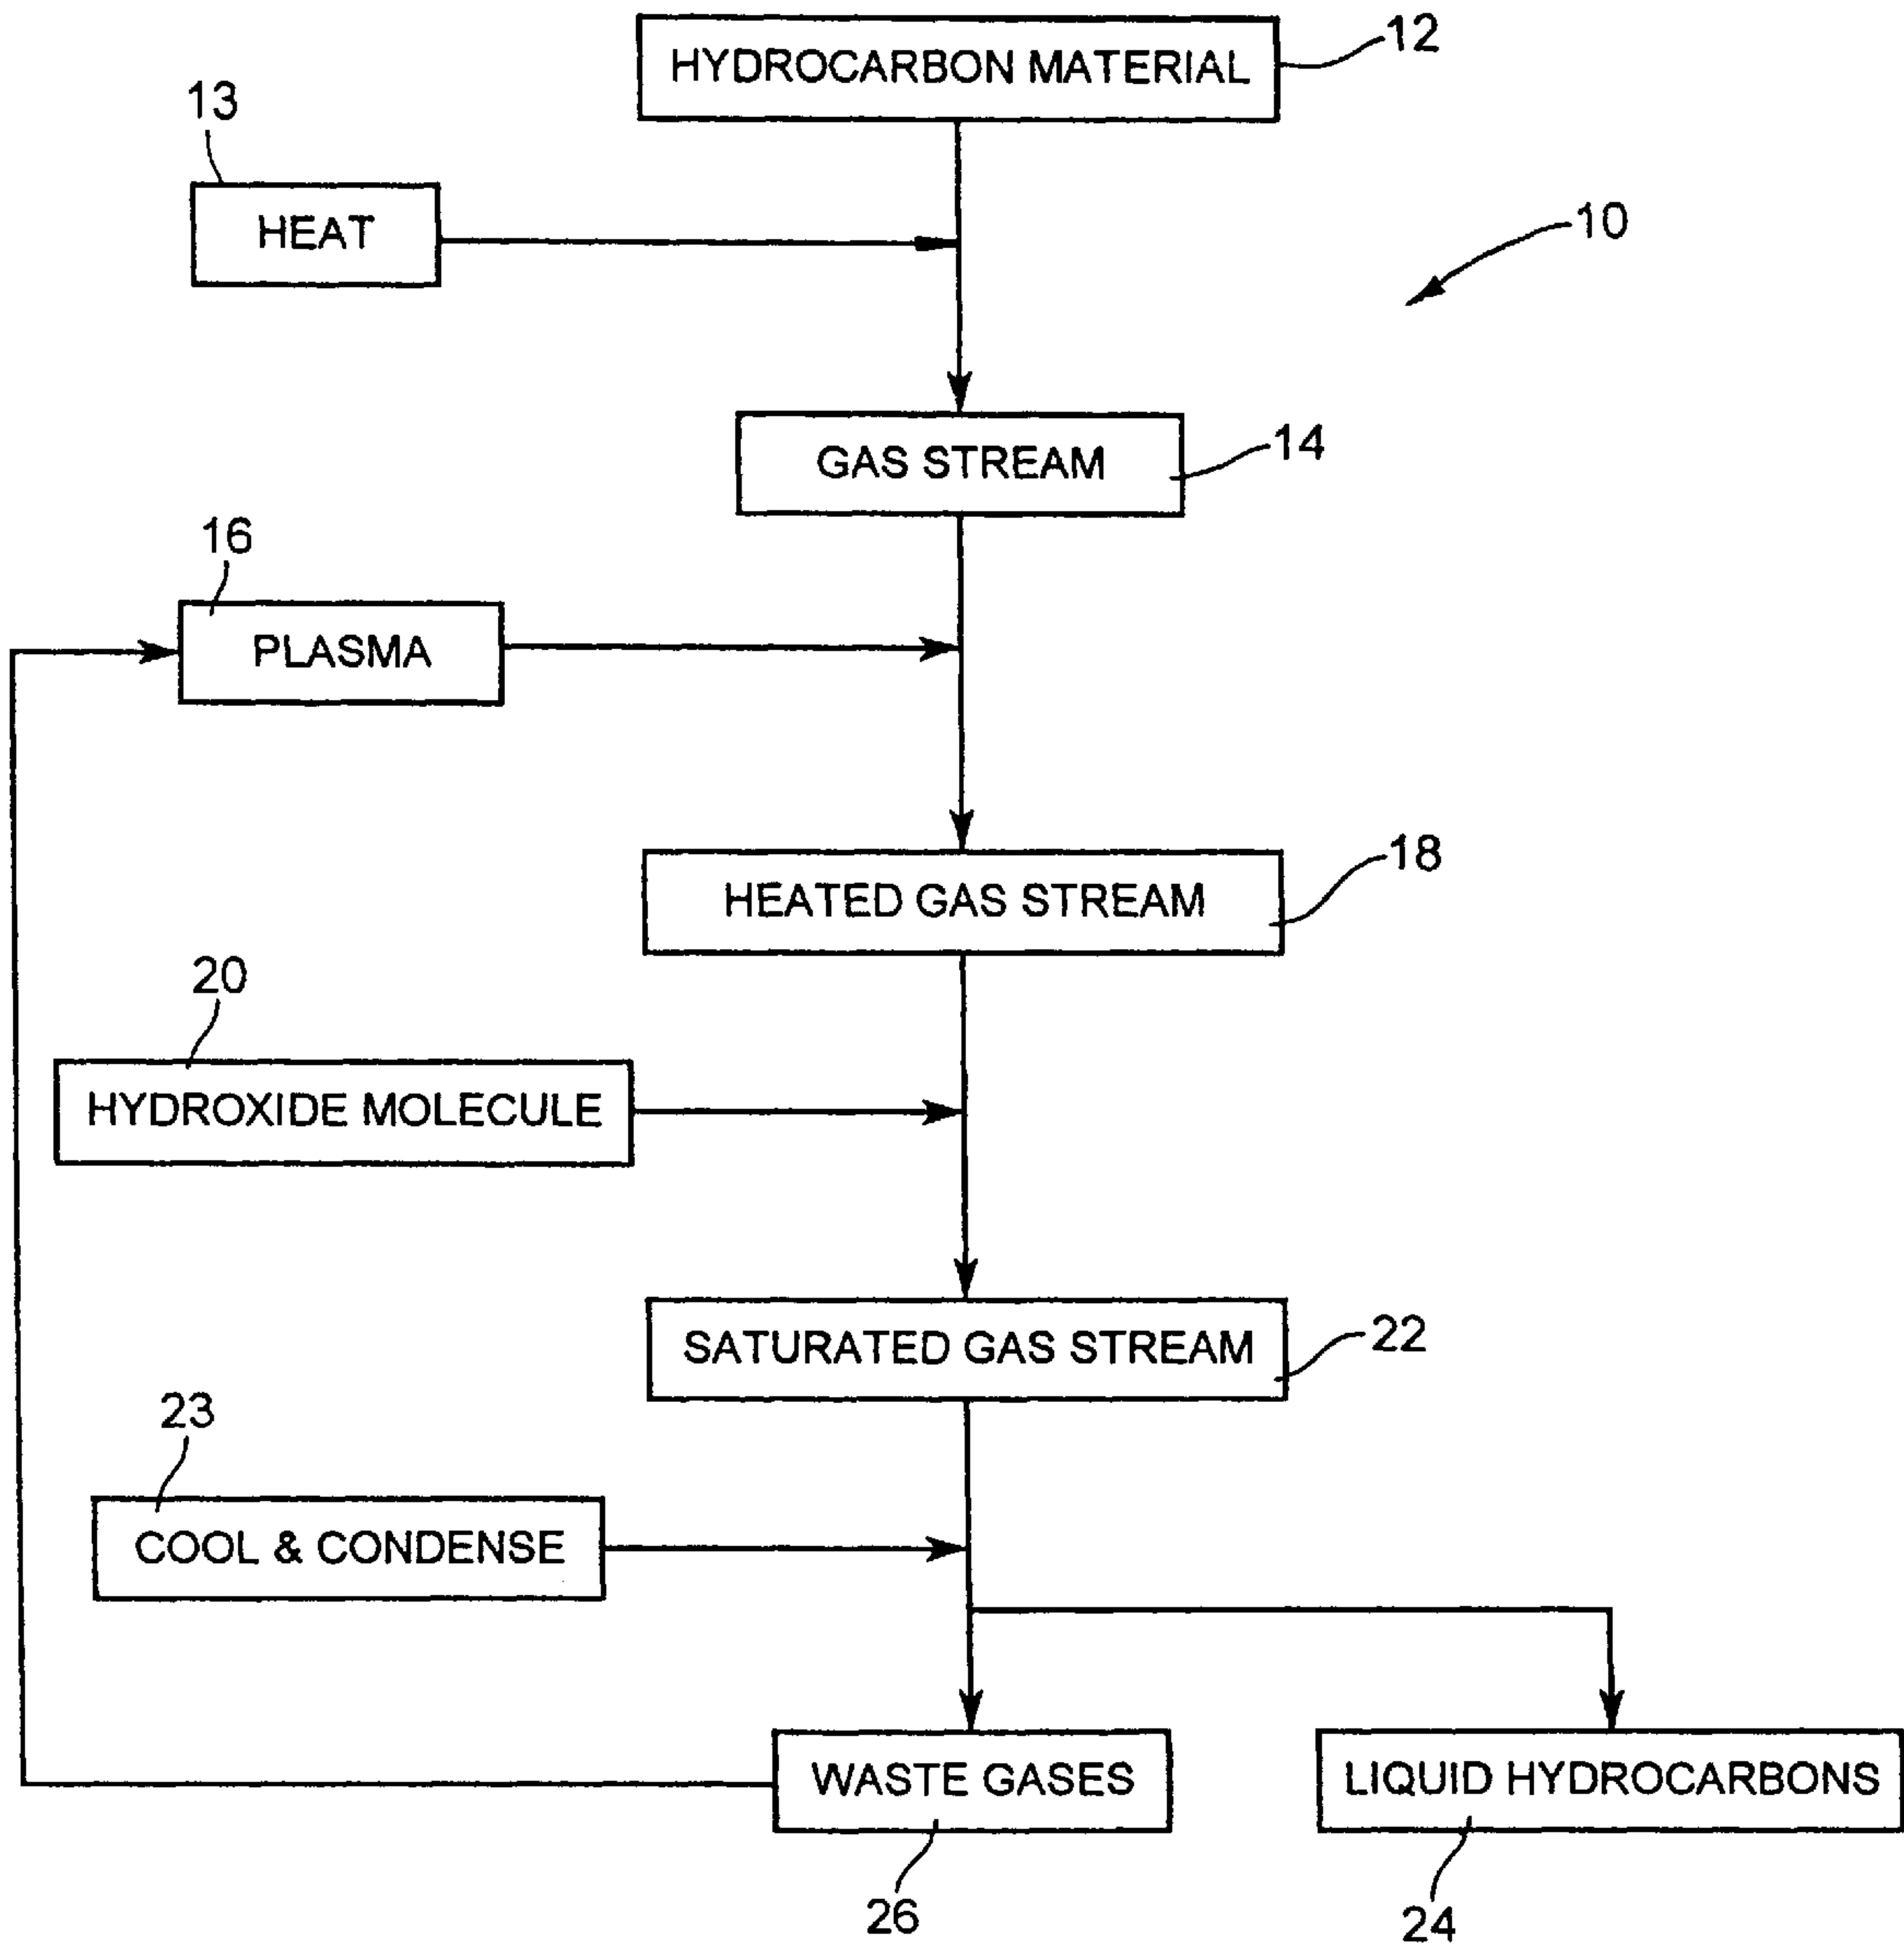 12
HYDROCARBON MATERIAL
13
HEAT
10
GAS STREAM
14
16
PLASMA
HEATED GAS STREAM
18
20
HYDROXIDE MOLECULE
SATURATED GAS STREAM
22
23
COOL & CONDENSE
WASTE GASES
LIQUID HYDROCARBONS
26
24